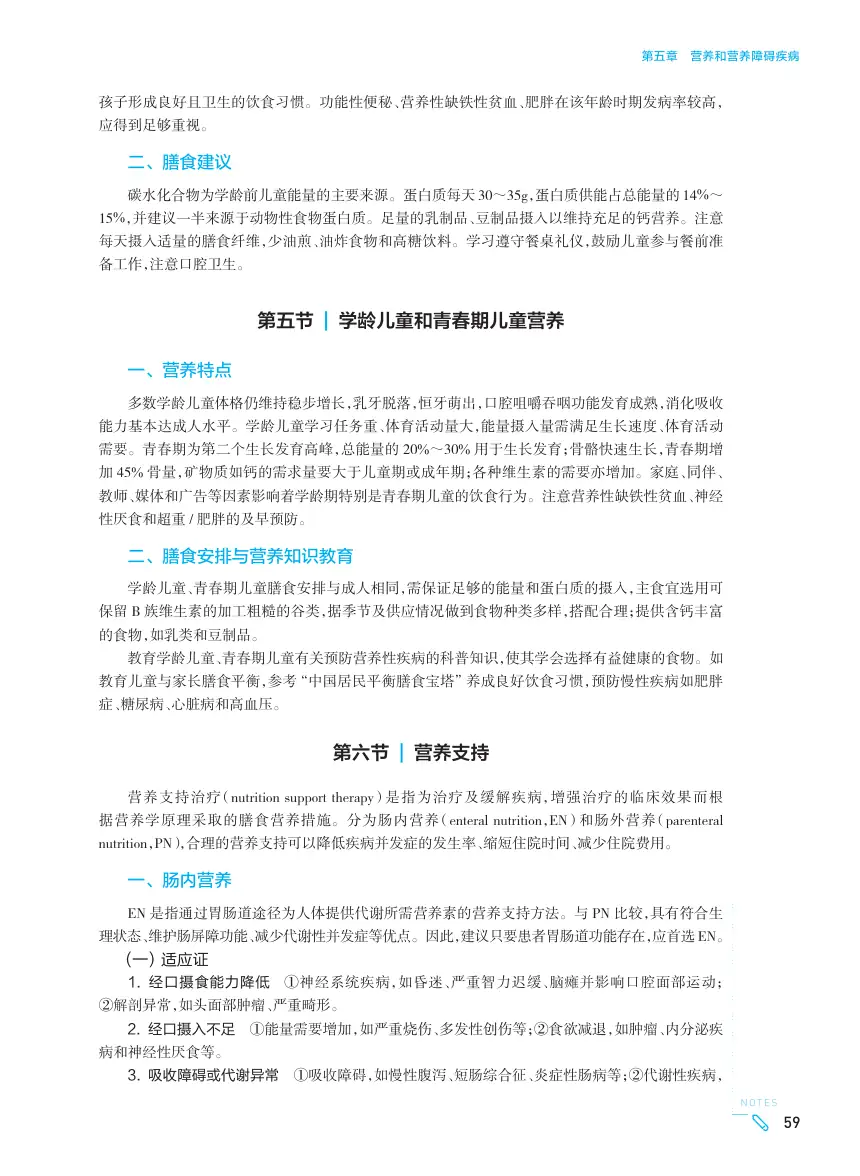 第五章 营养和营养障碍疾病
孩子形成良好且卫生的饮食习惯。功能性便秘、营养性缺铁性贫血、肥胖在该年龄时期发病率较高，
应得到足够重视。
二、膳食建议
碳水化合物为学龄前儿童能量的主要来源。蛋白质每天30～35g，蛋白质供能占总能量的14%～
15%，并建议一半来源于动物性食物蛋白质。足量的乳制品、豆制品摄入以维持充足的钙营养。注意
每天摄入适量的膳食纤维，少油煎、油炸食物和高糖饮料。学习遵守餐桌礼仪，鼓励儿童参与餐前准
备工作，注意口腔卫生。
第五节 | 学龄儿童和青春期儿童营养
一、营养特点
多数学龄儿童体格仍维持稳步增长，乳牙脱落，恒牙萌出，口腔咀嚼吞咽功能发育成熟，消化吸收
能力基本达成人水平。学龄儿童学习任务重、体育活动量大，能量摄入量需满足生长速度、体育活动
需要。青春期为第二个生长发育高峰，总能量的 20%～30% 用于生长发育；骨骼快速生长，青春期增
加 45% 骨量，矿物质如钙的需求量要大于儿童期或成年期；各种维生素的需要亦增加。家庭、同伴、
教师、媒体和广告等因素影响着学龄期特别是青春期儿童的饮食行为。注意营养性缺铁性贫血、神经
性厌食和超重 / 肥胖的及早预防。
二、膳食安排与营养知识教育
学龄儿童、青春期儿童膳食安排与成人相同，需保证足够的能量和蛋白质的摄入，主食宜选用可
保留 B 族维生素的加工粗糙的谷类，据季节及供应情况做到食物种类多样，搭配合理；提供含钙丰富
的食物，如乳类和豆制品。
教育学龄儿童、青春期儿童有关预防营养性疾病的科普知识，使其学会选择有益健康的食物。如
教育儿童与家长膳食平衡，参考“中国居民平衡膳食宝塔”养成良好饮食习惯，预防慢性疾病如肥胖
症、糖尿病、心脏病和高血压。
第六节 | 营养支持
营养支持治疗（nutrition support therapy）是指为治疗及缓解疾病，增强治疗的临床效果而根
据营养学原理采取的膳食营养措施。分为肠内营养（enteral nutrition，EN）和肠外营养（parenteral
nutrition，PN），合理的营养支持可以降低疾病并发症的发生率、缩短住院时间、减少住院费用。
一、肠内营养
EN 是指通过胃肠道途径为人体提供代谢所需营养素的营养支持方法。与 PN 比较，具有符合生
理状态、维护肠屏障功能、减少代谢性并发症等优点。因此，建议只要患者胃肠道功能存在，应首选 EN。
（一）适应证
1. 经口摄食能力降低 ①神经系统疾病，如昏迷、严重智力迟缓、脑瘫并影响口腔面部运动；
②解剖异常，如头面部肿瘤、严重畸形。
2. 经口摄入不足 ①能量需要增加，如严重烧伤、多发性创伤等；②食欲减退，如肿瘤、内分泌疾
病和神经性厌食等。
3. 吸收障碍或代谢异常 ①吸收障碍，如慢性腹泻、短肠综合征、炎症性肠病等；②代谢性疾病，
NOTES
59